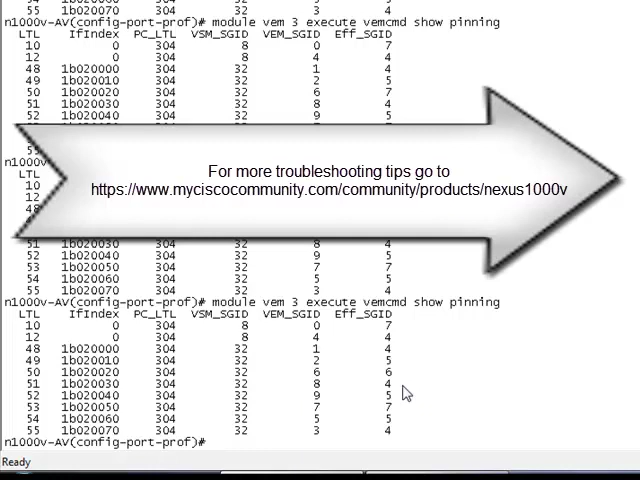 55 1b020070 304 32 3 4
n1000v-AV(config-port-prof)# module vem 3 execute vemcmd show pinning
LTL IfIndex PC_LTL VSM_SGID VEM_SGID Eff_SGID
10 0 304 8 0 7
12 0 304 8 4 4
48 1b020000 304 32 1 4
49 1b020010 304 32 2 5
50 1b020020 304 32 6 7
51 1b020030 304 32 8 4
52 1b020040 304 32 9 5
55
n1000v
LTL
10
12
48
For more troubleshooting tips go to
https://www.myciscocommunity.com/community/products/nexus1000v
51 1b020030 304 32 8 4
52 1b020040 304 32 9 5
53 1b020050 304 32 7 7
54 1b020060 304 32 5 5
55 1b020070 304 32 3 4
n1000v-AV(config-port-prof)# module vem 3 execute vemcmd show pinning
LTL IfIndex PC_LTL VSM_SGID VEM_SGID Eff_SGID
10 0 304 8 0 7
12 0 304 8 4 4
48 1b020000 304 32 1 4
49 1b020010 304 32 2 5
50 1b020020 304 32 6 6
51 1b020030 304 32 8 4
52 1b020040 304 32 9 5
53 1b020050 304 32 7 7
54 1b020060 304 32 5 5
55 1b020070 304 32 3 4
n1000v-AV(config-port-prof)#
Ready